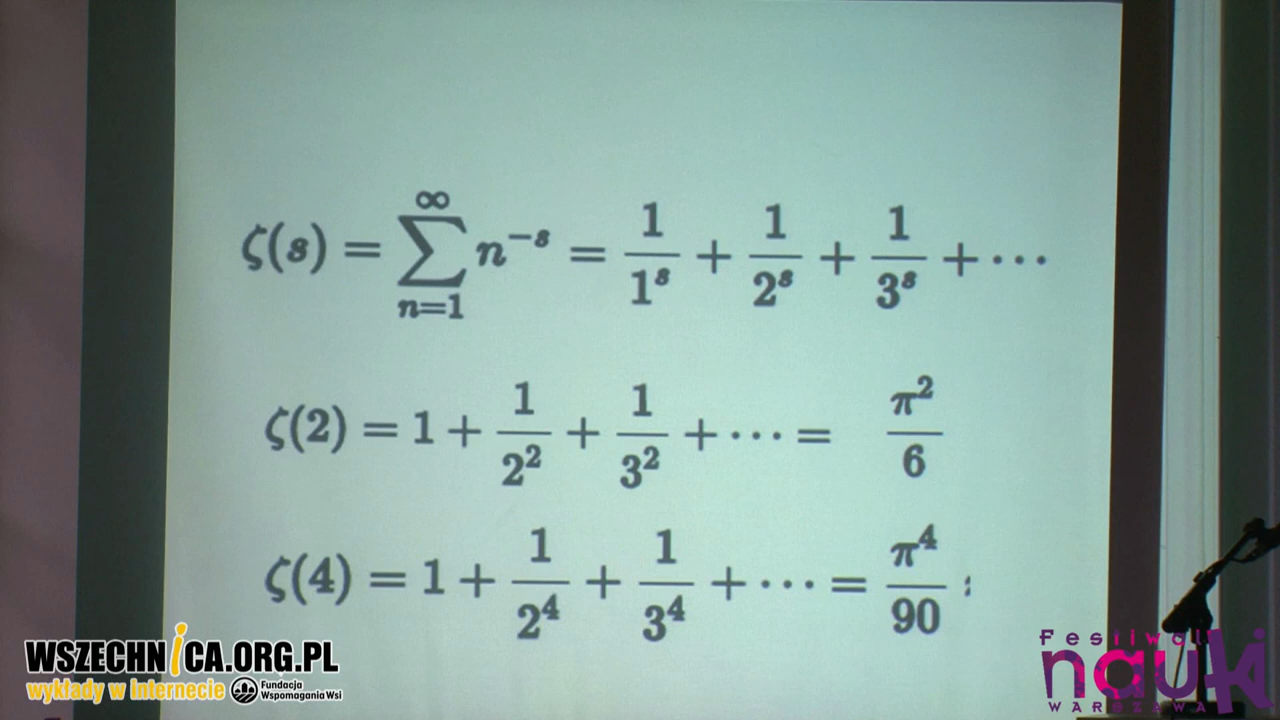 ζ(s) = ∑_{n=1}^{∞} n^{-s} = 1/1^s + 1/2^s + 1/3^s + ⋯
ζ(2) = 1 + 1/2^2 + 1/3^2 + ⋯ = π^2/6
ζ(4) = 1 + 1/2^4 + 1/3^4 + ⋯ = π^4/90
WSZECHNiCA.ORG.PL
wykłady w Internecie
Fundacja
Wspomagania Wsi
Festiwal
nauki
WARSZAWA